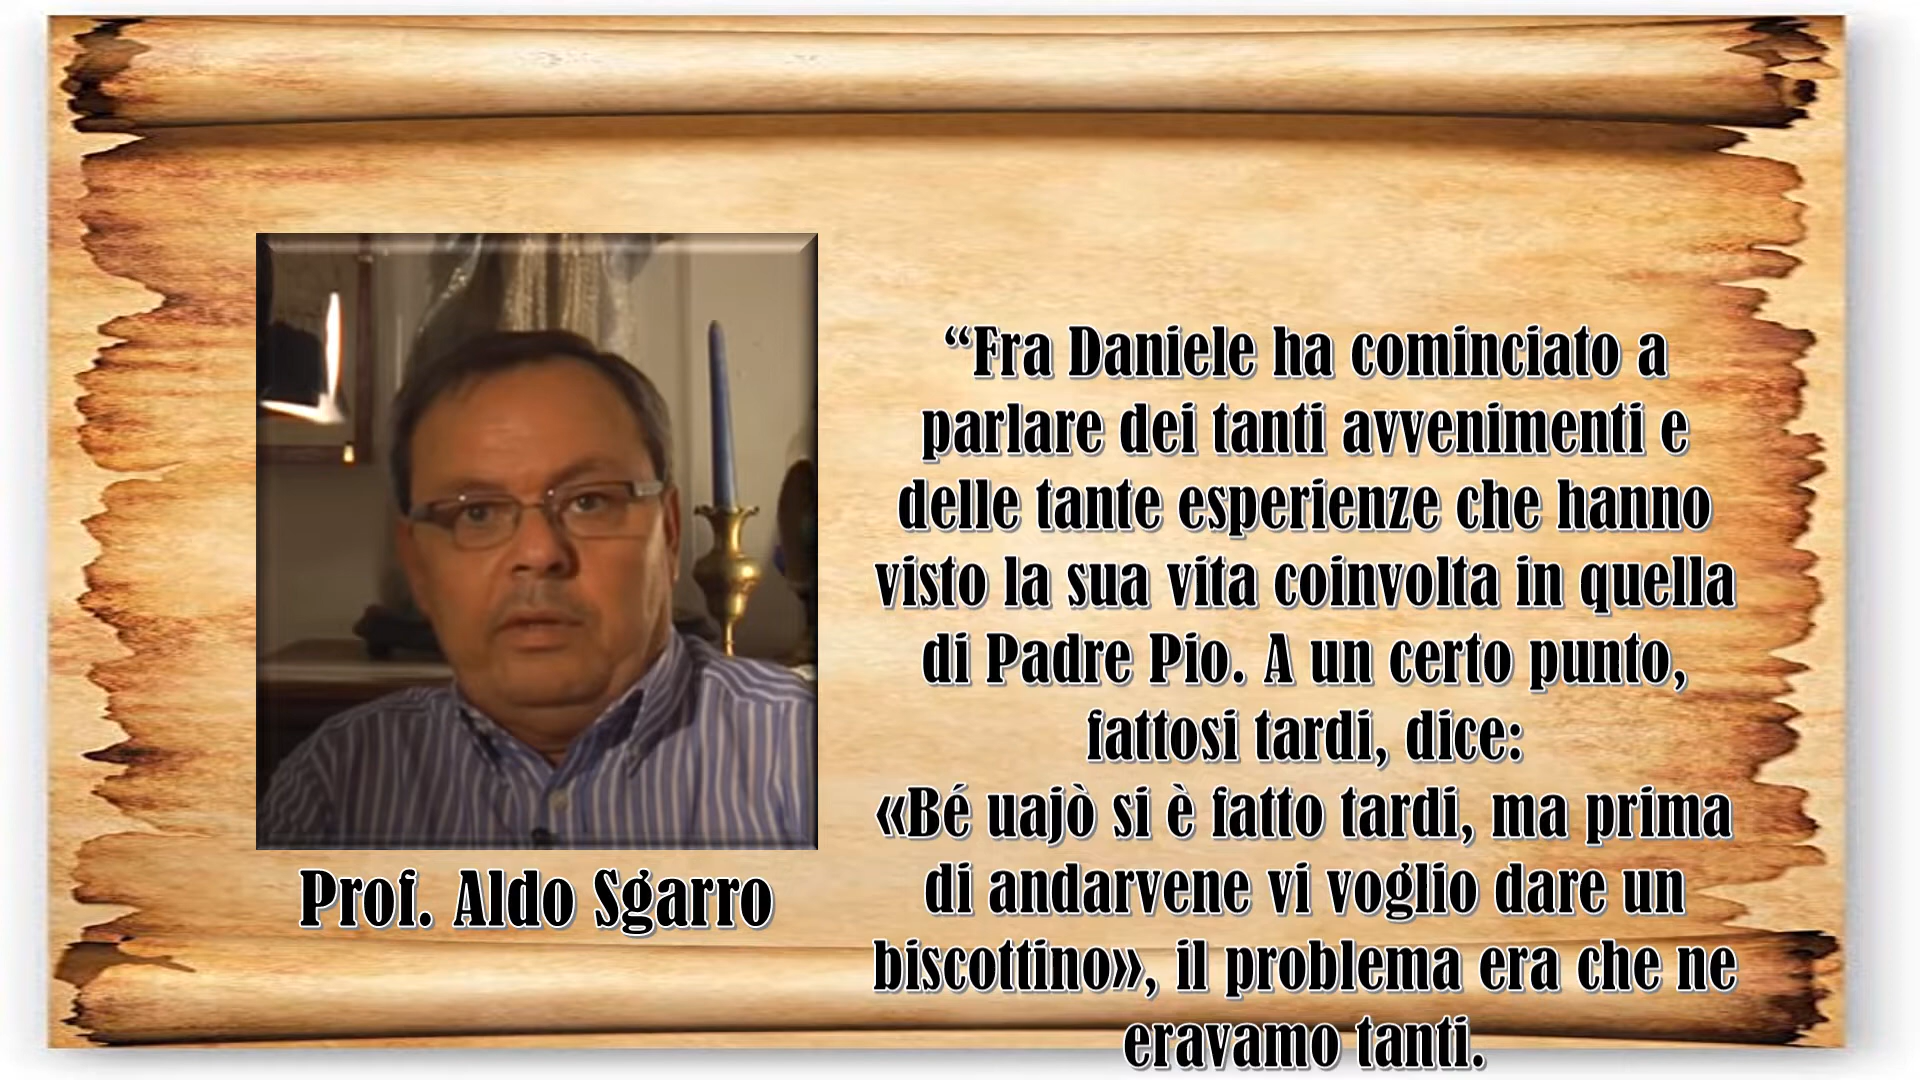 “Fra Daniele ha cominciato a
parlare dei tanti avvenimenti e
delle tante esperienze che hanno
visto la sua vita coinvolta in quella
di Padre Pio. A un certo punto,
fattosi tardi, dice:
«Bé uajò si è fatto tardi, ma prima
di andarvene vi voglio dare un
biscottino», il problema era che ne
eravamo tanti.
Prof. Aldo Sgarro